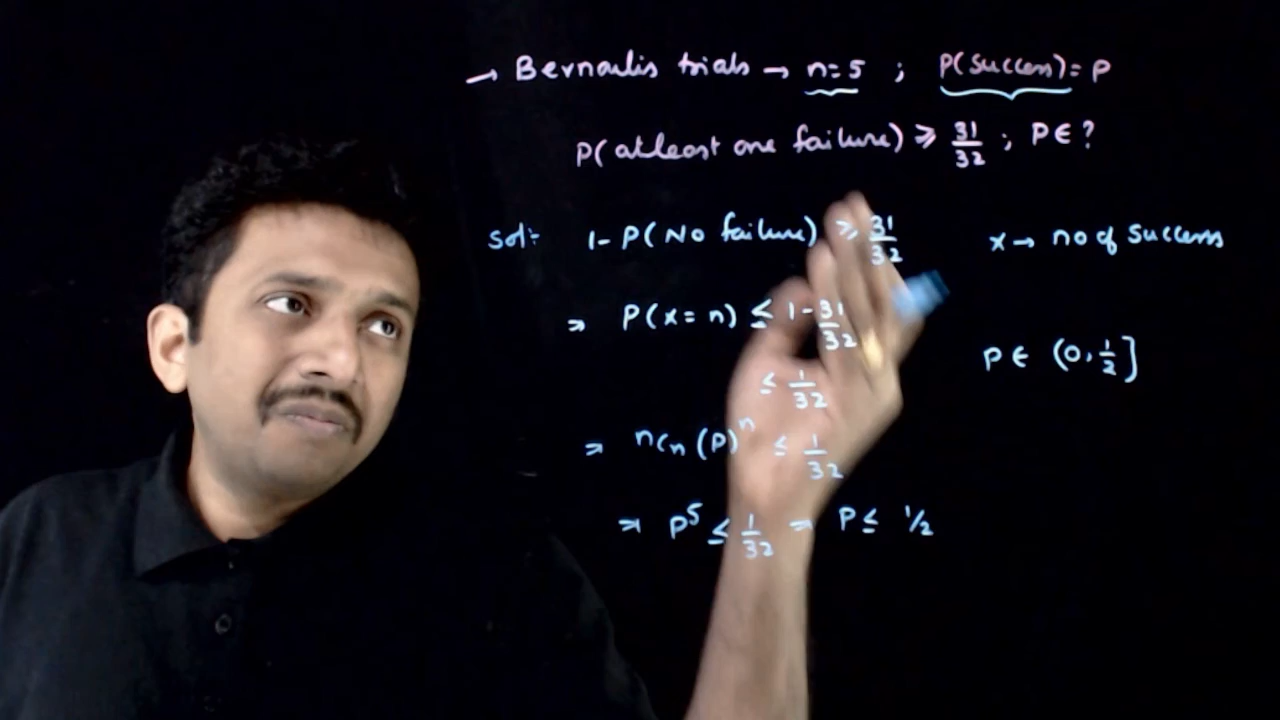 → Bernoulis trials → n=5 ; P(success) = P
P(atleast one failure) ≥ 31/32 ; P∈ ?
Sol:- 1- P(No failure) ≥ 31/32 x→ no of success
⇒ P(x=n) ≤ 1-31/32
≤ 1/32
P∈ (0,1/2]
⇒ nCn (P)^n ≤ 1/32
⇒ P^5 ≤ 1/32 ⇒ P≤ 1/2